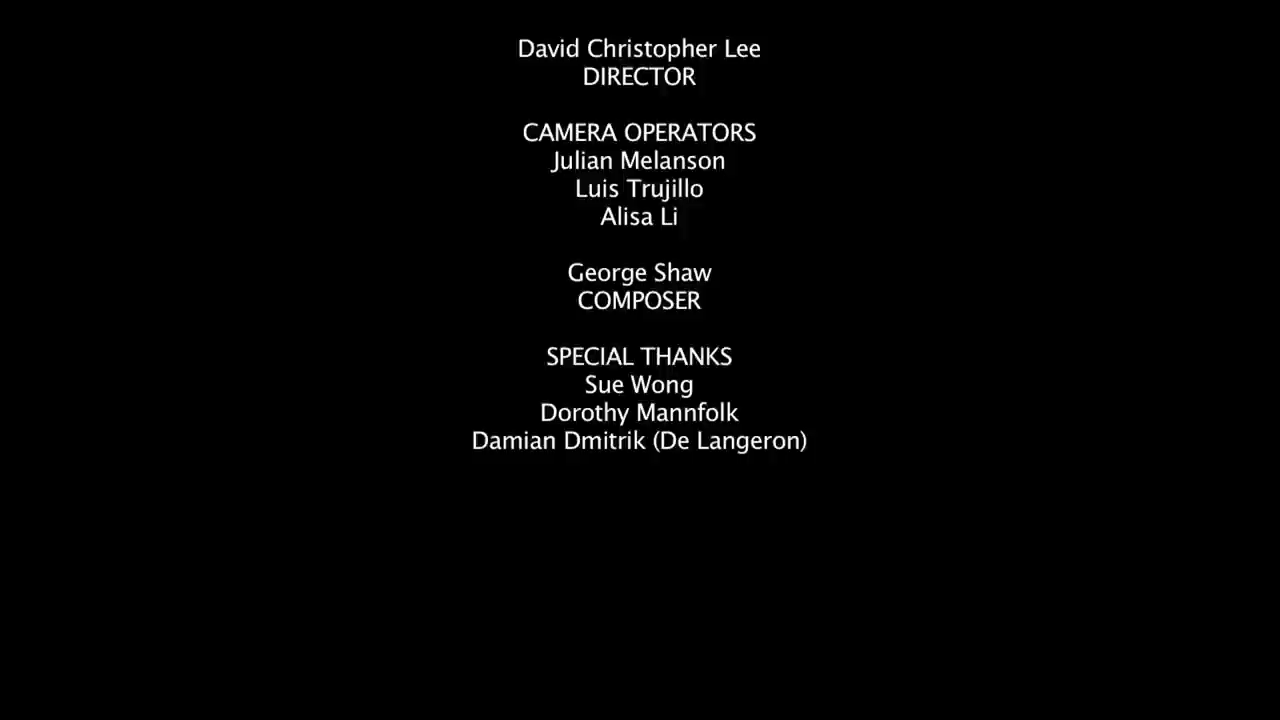 David Christopher Lee
DIRECTOR
CAMERA OPERATORS
Julian Melanson
Luis Trujillo
Alisa Li
George Shaw
COMPOSER
SPECIAL THANKS
Sue Wong
Dorothy Mannfolk
Damian Dmitrik (De Langeron)